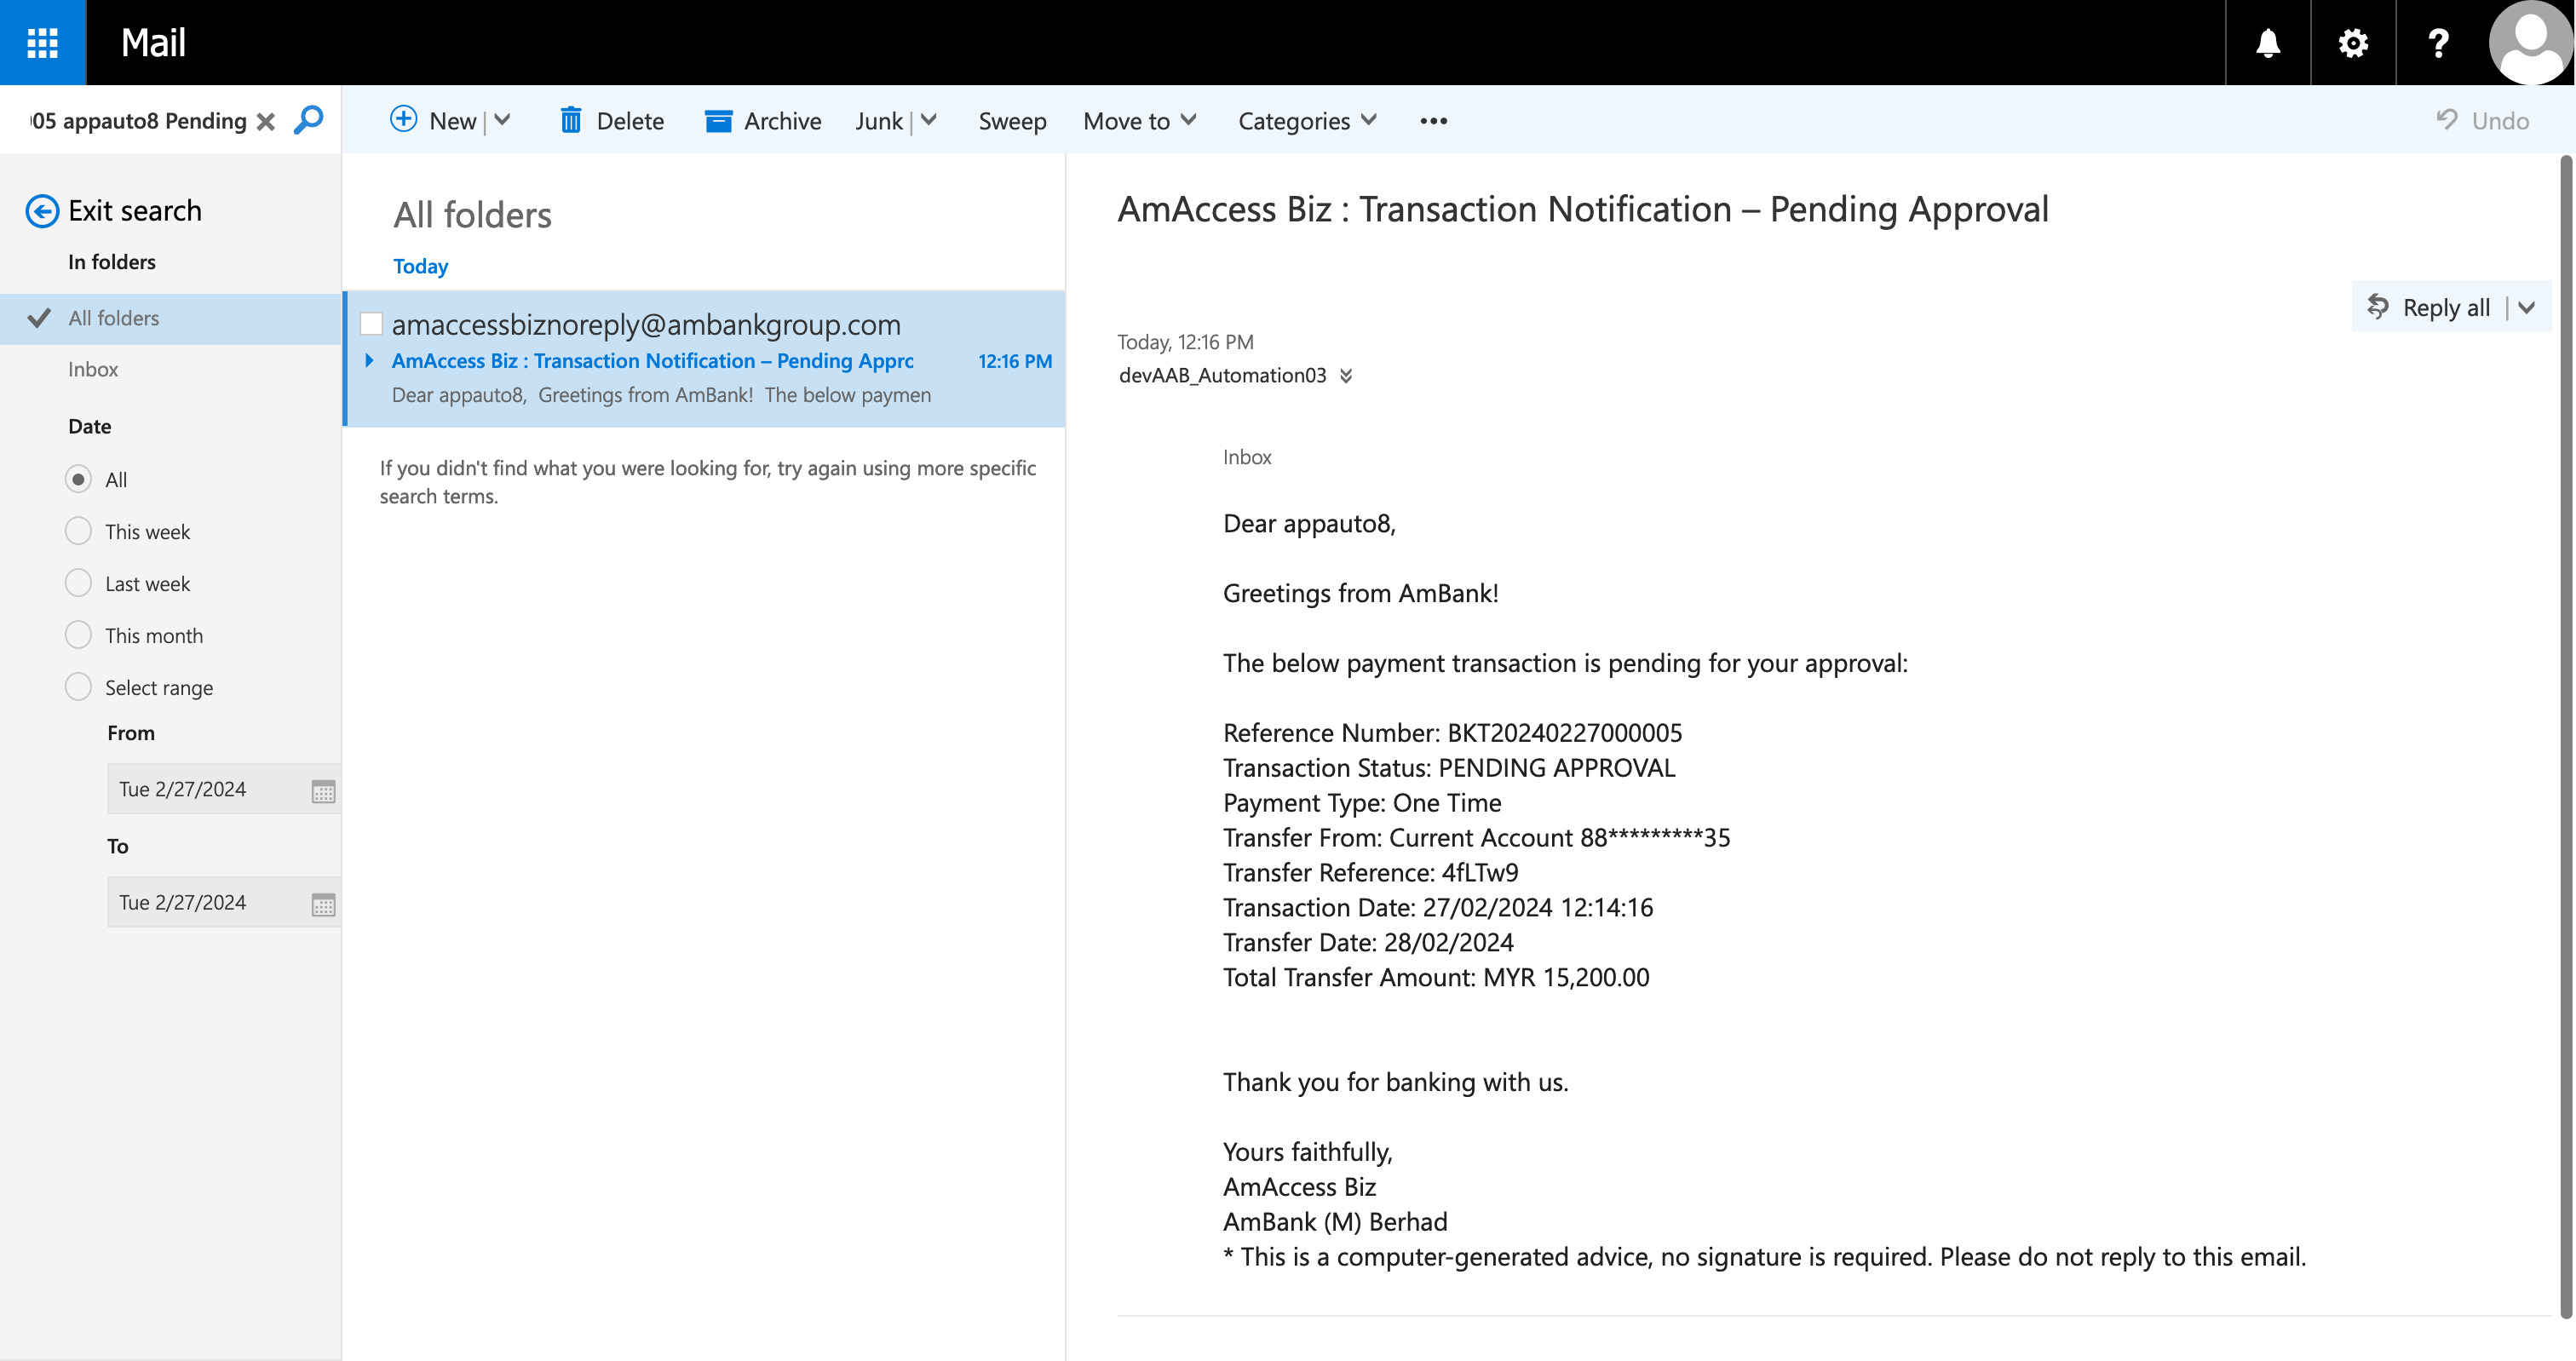 Mail
05 appauto8 Pending
New
Delete
Archive
Junk
Sweep
Move to
Categories
Undo
Exit search
In folders
All folders
Inbox
Date
All
This week
Last week
This month
Select range
From
Tue 2/27/2024
To
Tue 2/27/2024
All folders
Today
amaccessbiznoreply@ambankgroup.com
AmAccess Biz : Transaction Notification – Pending Appro
12:16 PM
Dear appauto8, Greetings from AmBank! The below paymen
If you didn't find what you were looking for, try again using more specific
search terms.
AmAccess Biz : Transaction Notification – Pending Approval
Reply all
Today, 12:16 PM
devAAB_Automation03
Inbox
Dear appauto8,
Greetings from AmBank!
The below payment transaction is pending for your approval:
Reference Number: BKT20240227000005
Transaction Status: PENDING APPROVAL
Payment Type: One Time
Transfer From: Current Account 88*********35
Transfer Reference: 4fLTw9
Transaction Date: 27/02/2024 12:14:16
Transfer Date: 28/02/2024
Total Transfer Amount: MYR 15,200.00
Thank you for banking with us.
Yours faithfully,
AmAccess Biz
AmBank (M) Berhad
* This is a computer-generated advice, no signature is required. Please do not reply to this email.